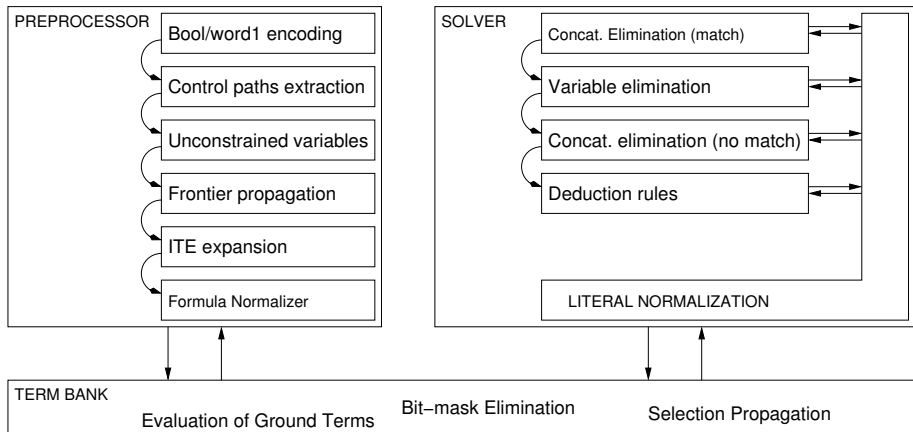 PREPROCESSOR
Bool/word1 encoding
Control paths extraction
Unconstrained variables
Frontier propagation
ITE expansion
Formula Normalizer
SOLVER
Concat. Elimination (match)
Variable elimination
Concat. elimination (no match)
Deduction rules
LITERAL NORMALIZATION
TERM BANK
Evaluation of Ground Terms
Bit−mask Elimination
Selection Propagation